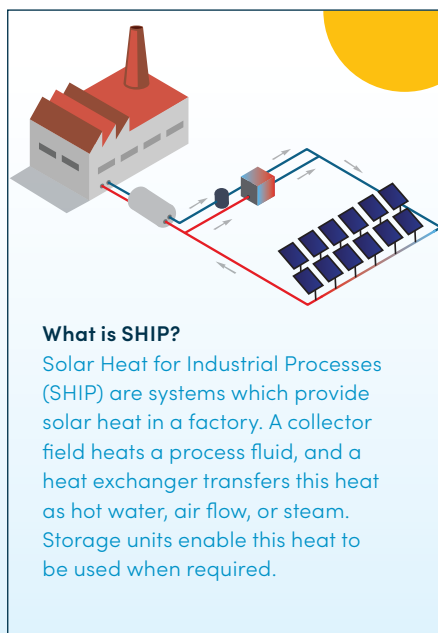 What is SHIP?
Solar Heat for Industrial Processes
(SHIP) are systems which provide
solar heat in a factory. A collector
field heats a process fluid, and a
heat exchanger transfers this heat
as hot water, air flow, or steam.
Storage units enable this heat to
be used when required.